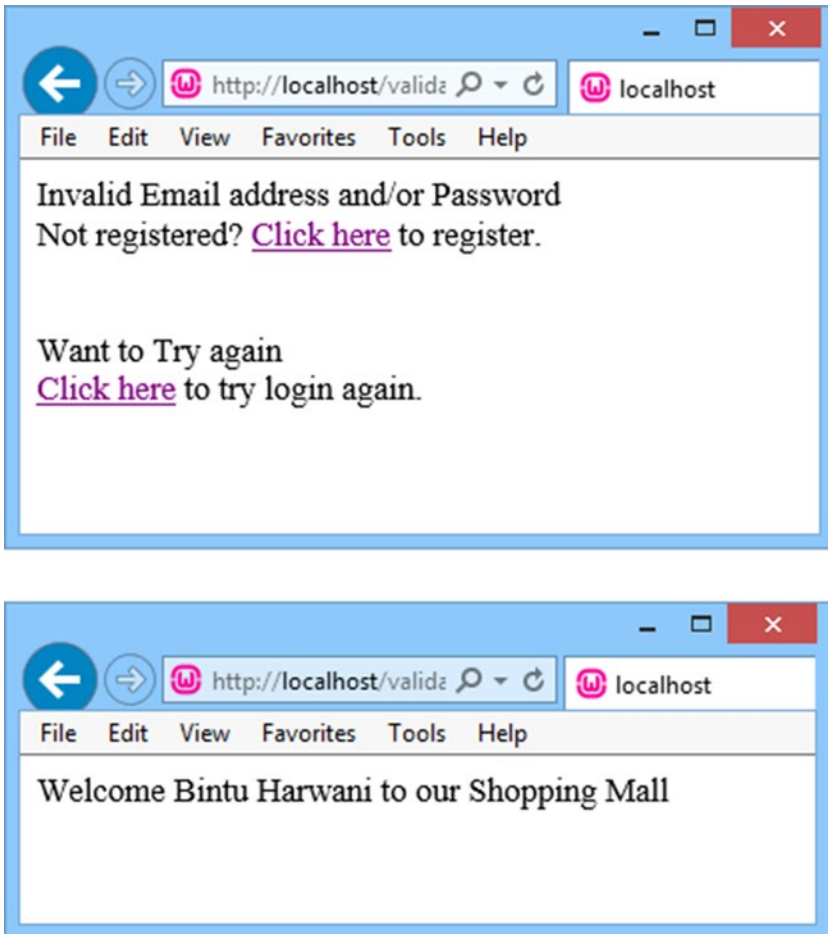 http://localhost/valida
localhost
File Edit View Favorites Tools Help
Invalid Email address and/or Password
Not registered? Click here to register.
Want to Try again
Click here to try login again.
http://localhost/valida
localhost
File Edit View Favorites Tools Help
Welcome Bintu Harwani to our Shopping Mall